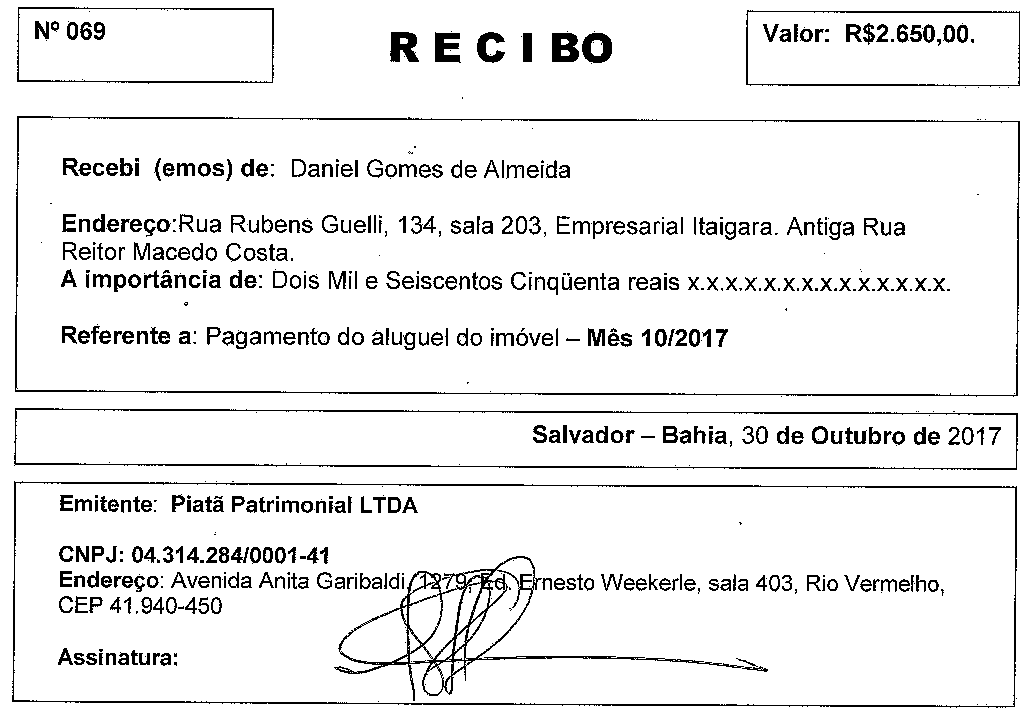 Nº 069
R E C I BO
Valor: R$2.650,00.
Recebi (emos) de: Daniel Gomes de Almeida
Endereço:Rua Rubens Guelli, 134, sala 203, Empresarial Itaigara. Antiga Rua
Reitor Macedo Costa.
A importância de: Dois Mil e Seiscentos Cinqüenta reais x.x.x.x.x.x.x.x.x.x.x.x.x.x.
Referente a: Pagamento do aluguel do imóvel – Mês 10/2017
Salvador – Bahia, 30 de Outubro de 2017
Emitente: Piatã Patrimonial LTDA
CNPJ: 04.314.284/0001-41
Endereço: Avenida Anita Garibaldi, 1279, Ed. Ernesto Weekerle, sala 403, Rio Vermelho,
CEP 41.940-450
Assinatura: